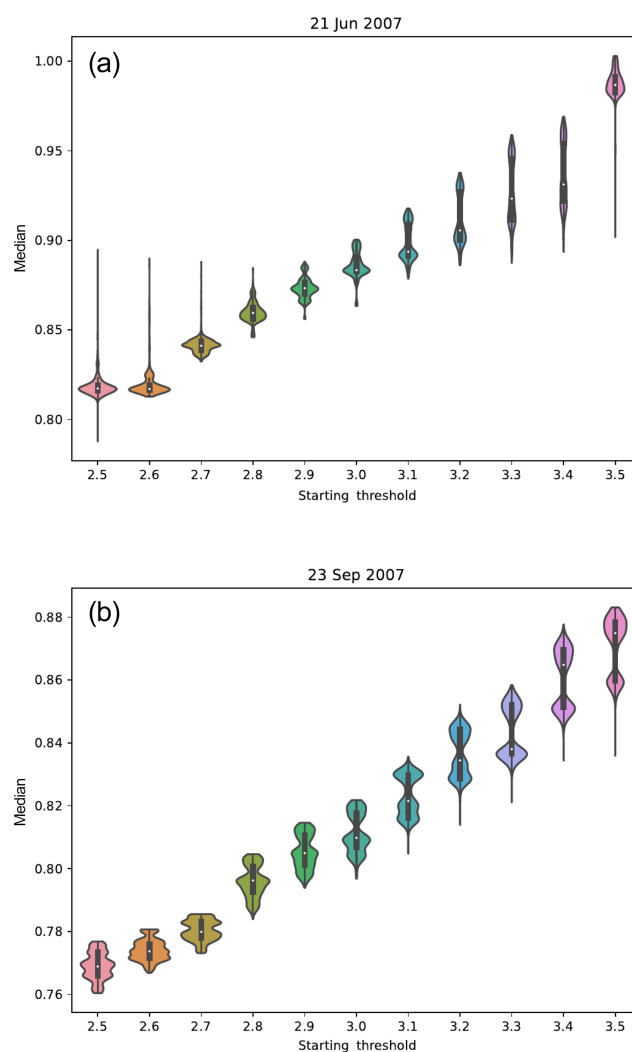 21 Jun 2007
(a)
1.00
0.95
0.90
0.85
0.80
Median
2.5 2.6 2.7 2.8 2.9 3.0 3.1 3.2 3.3 3.4 3.5
Starting threshold
23 Sep 2007
(b)
0.88
0.86
0.84
0.82
0.80
0.78
0.76
Median
2.5 2.6 2.7 2.8 2.9 3.0 3.1 3.2 3.3 3.4 3.5
Starting threshold